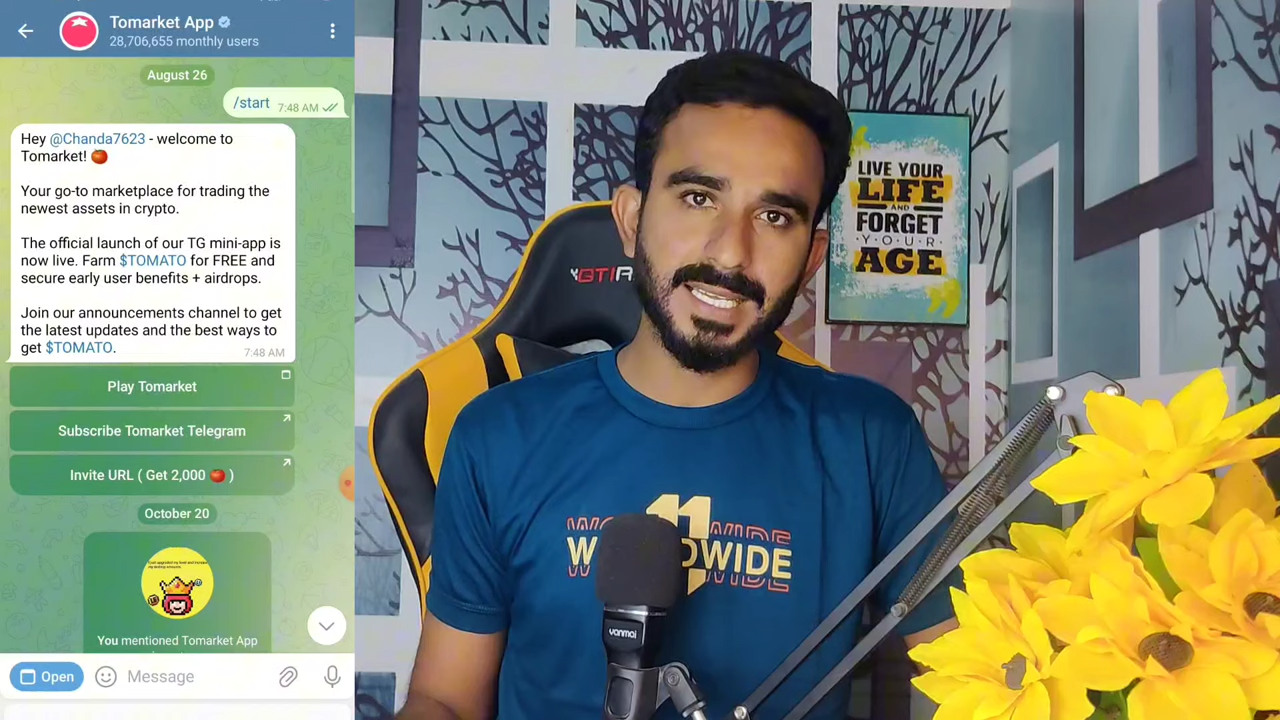 Tomarket App
28,706,655 monthly users
August 26
/start 7:48 AM
Hey @Chanda7623 - welcome to
Tomarket! 🍅
Your go-to marketplace for trading the
newest assets in crypto.
The official launch of our TG mini-app is
now live. Farm $TOMATO for FREE and
secure early user benefits + airdrops.
Join our announcements channel to get
the latest updates and the best ways to
get $TOMATO.
7:48 AM
Play Tomarket
Subscribe Tomarket Telegram
Invite URL ( Get 2,000 🍅 )
October 20
You mentioned Tomarket App
Open
Message
LIVE YOUR
LIFE
AND
FORGET
YOUR
AGE
11
WIDE
yanmai